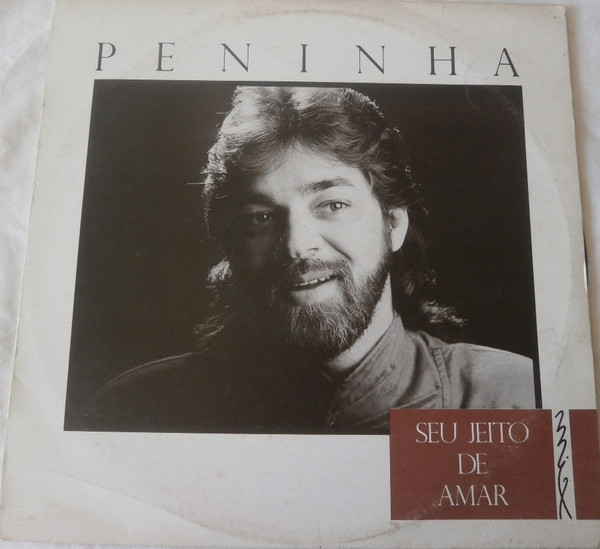 PENINHA
SEU JEITO
DE
AMAR